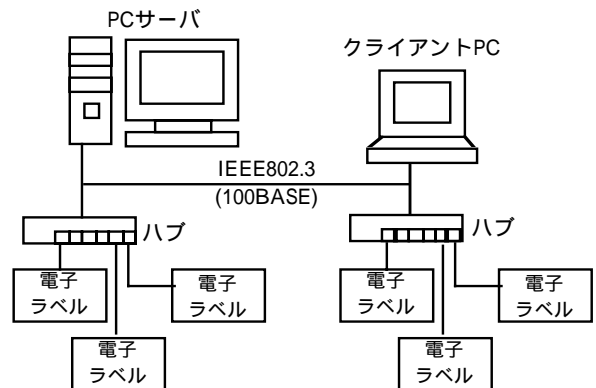 PCサーバ
クライアントPC
IEEE802.3
(100BASE)
ハブ
ハブ
電子
ラベル
電子
ラベル
電子
ラベル
電子
ラベル
電子
ラベル
電子
ラベル